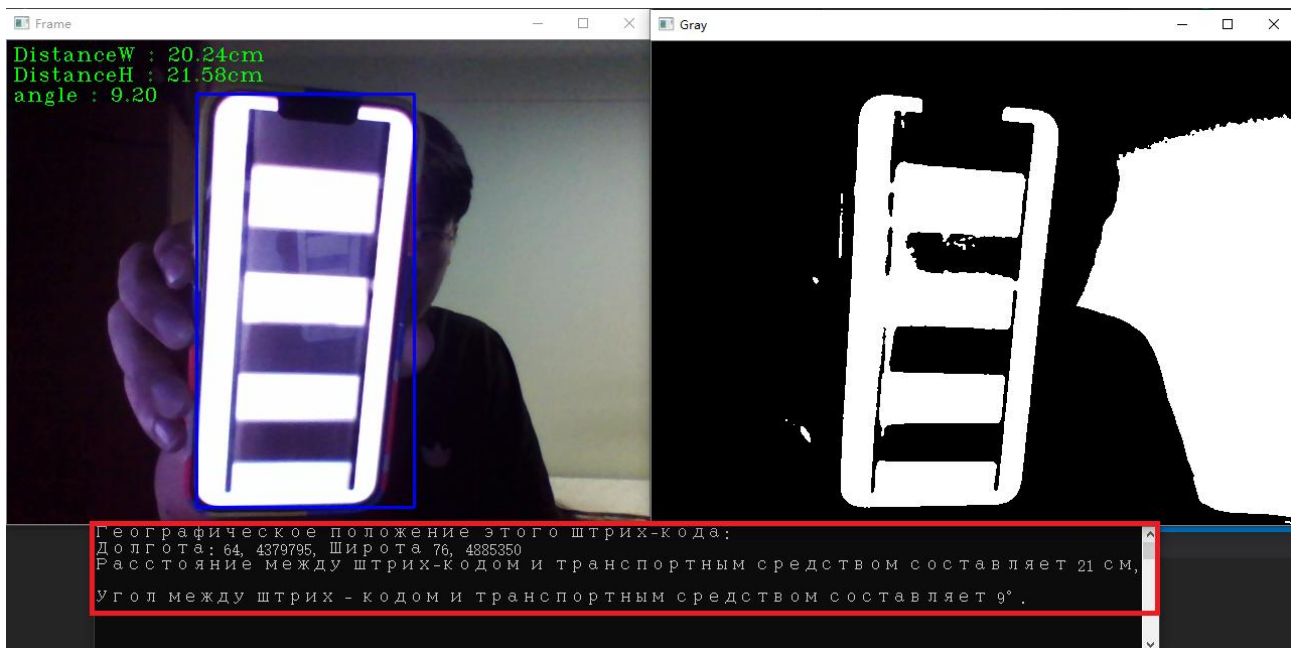 Frame
Gray
DistanceW : 20.24cm
DistanceH : 21.58cm
angle : 9.20
Географическое положение этого штрих-кода:
Долгота: 64, 4379795, Широта 76, 4885350
Расстояние между штрих-кодом и транспортным средством составляет 21 см,
Угол между штрих - кодом и транспортным средством составляет 9°.